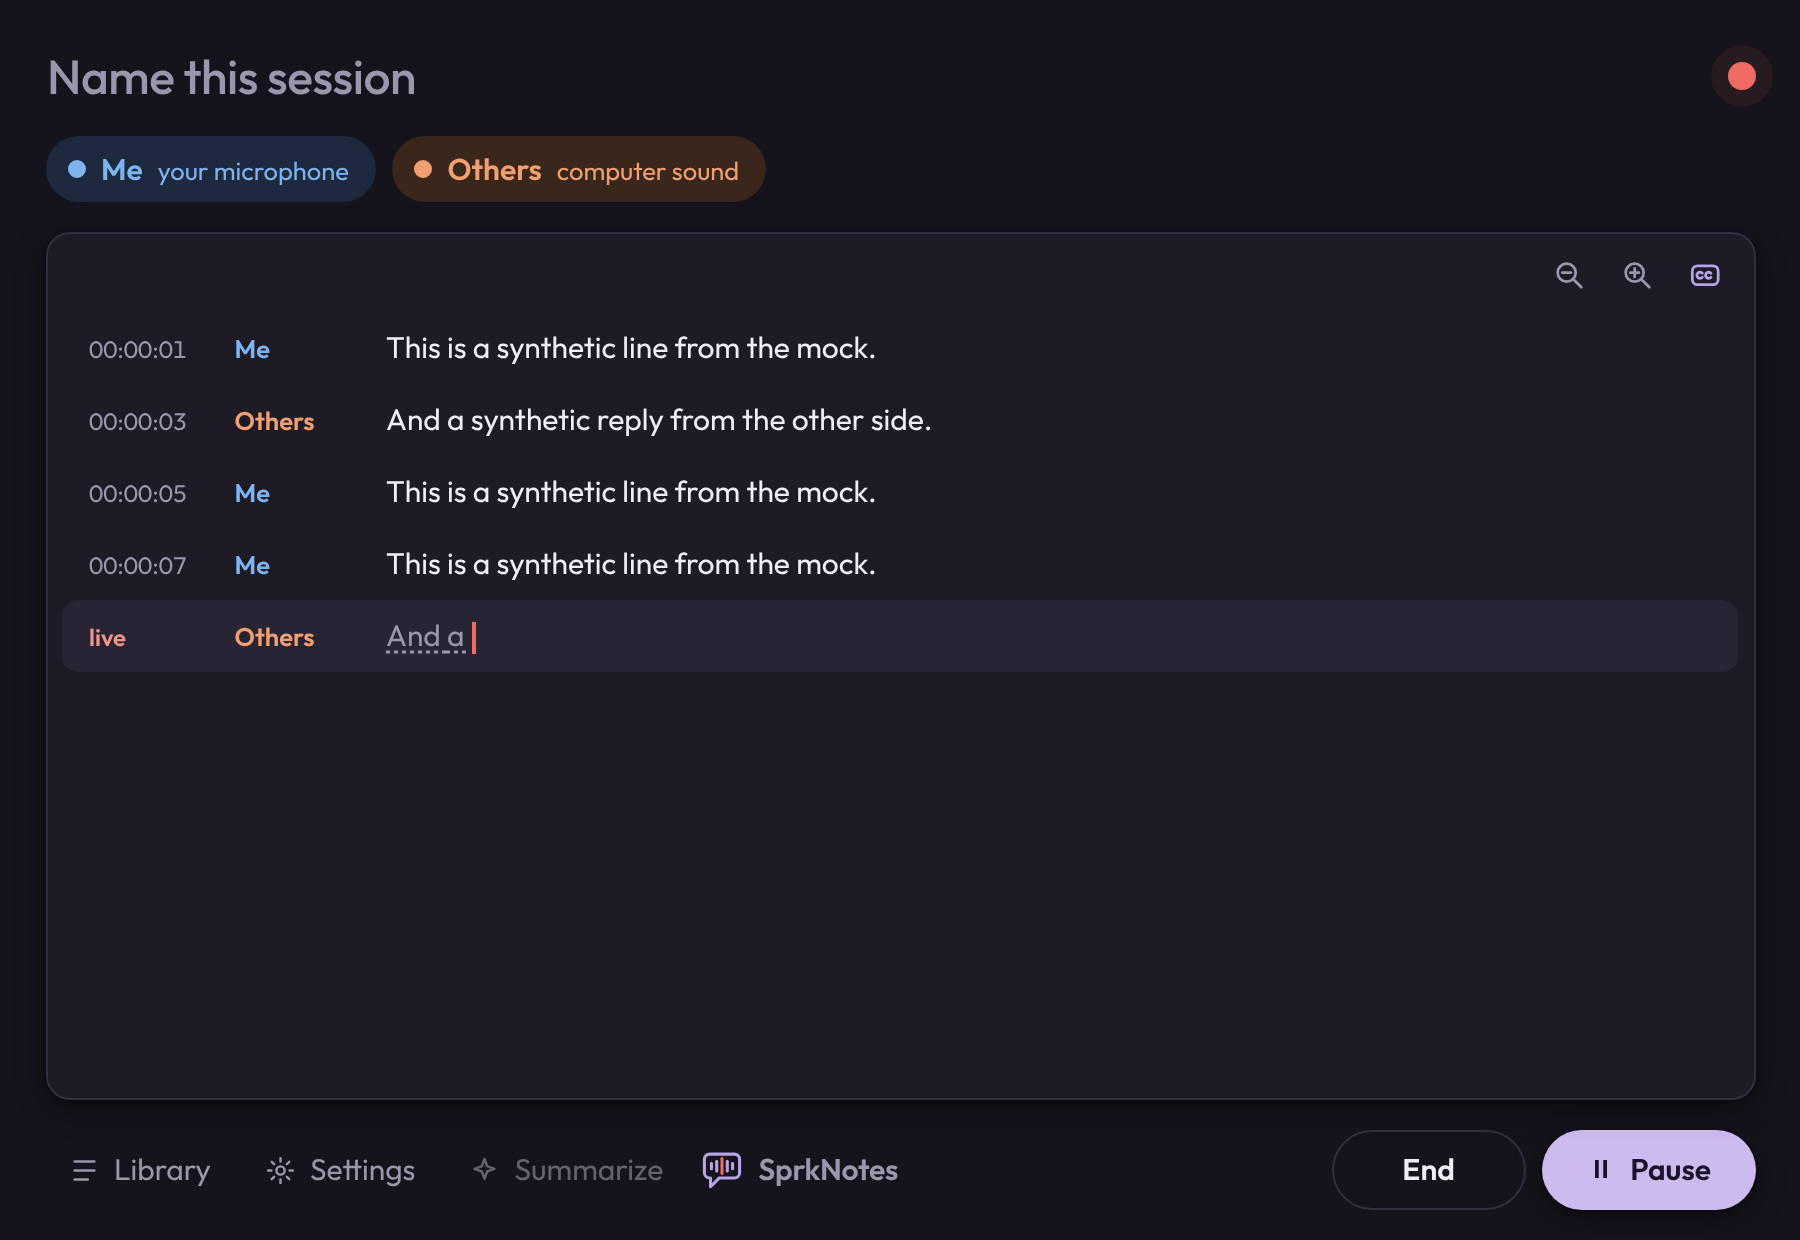 Name this session
Me your microphone Others computer sound
CC
00:00:01 Me This is a synthetic line from the mock.
00:00:03 Others And a synthetic reply from the other side.
00:00:05 Me This is a synthetic line from the mock.
00:00:07 Me This is a synthetic line from the mock.
live Others And a
Library Settings Summarize SprkNotes End Pause